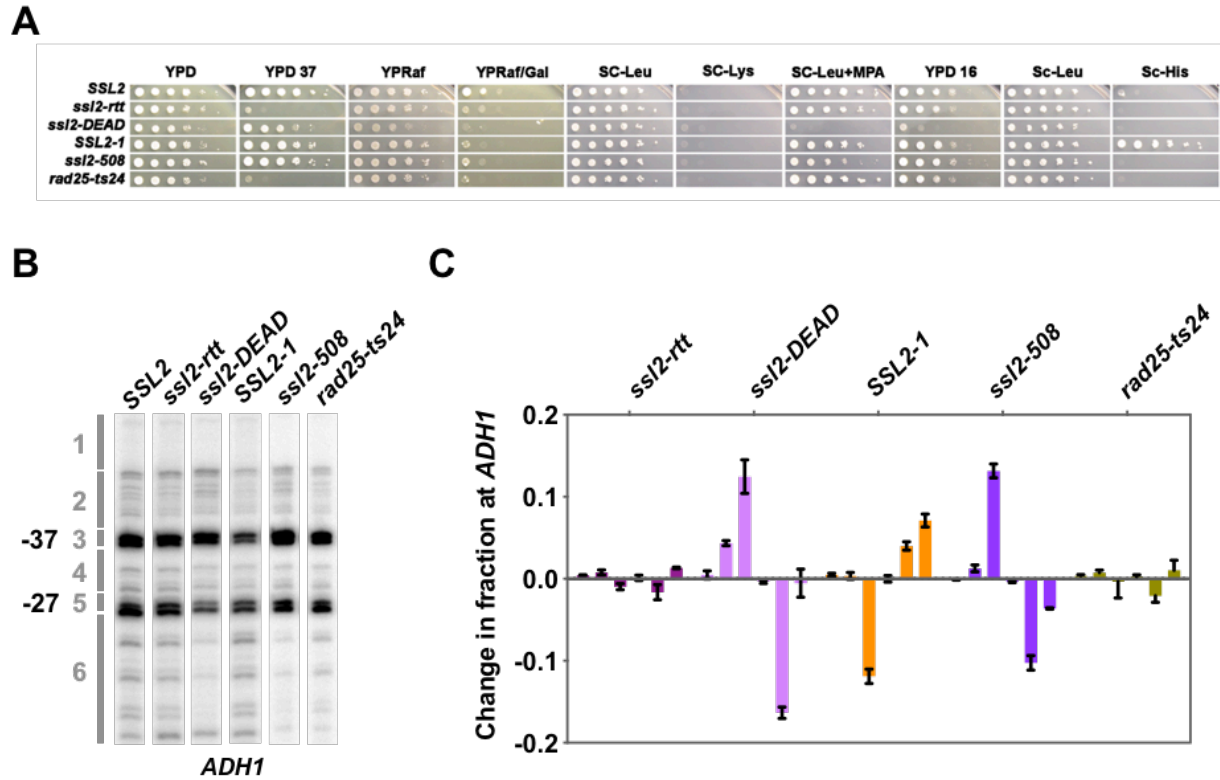 A
YPD YPD 37 YPRaf YPRaf/Gal SC-Leu SC-Lys SC-Leu+MPA YPD 16 Sc-Leu Sc-His
SSL2
ssl2-rtt
ssl2-DEAD
SSL2-1
ssl2-508
rad25-ts24
B
SSL2 ssl2-rtt ssl2-DEAD SSL2-1 ssl2-508 rad25-ts24
1
2
-37 3
4
-27 5
6
ADH1
C
ssl2-rtt ssl2-DEAD SSL2-1 ssl2-508 rad25-ts24
Change in fraction at ADH1
0.2
0.1
0.0
-0.1
-0.2